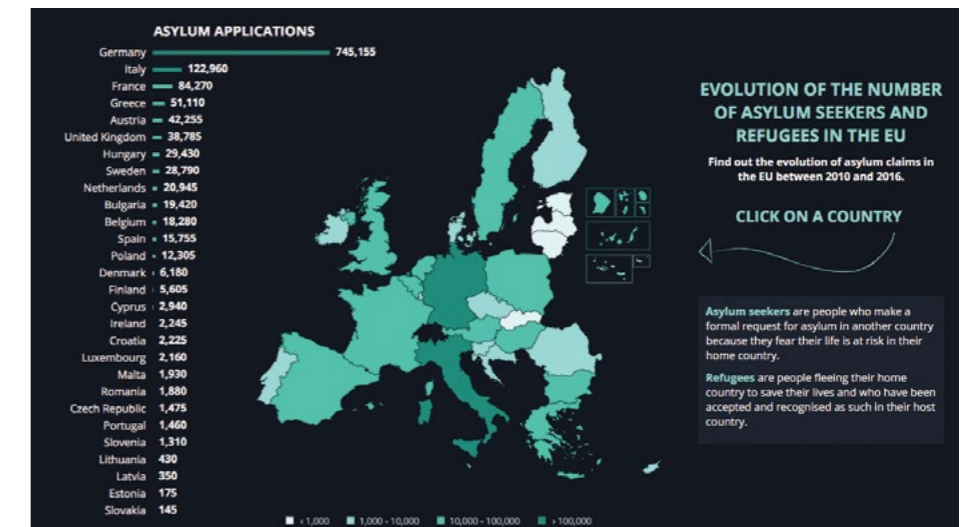 ASYLUM APPLICATIONS
Germany 745,155
Italy 122,960
France 84,270
Greece 51,110
Austria 42,255
United Kingdom 38,785
Hungary 29,430
Sweden 28,790
Netherlands 20,945
Bulgaria 19,420
Belgium 18,280
Spain 15,755
Poland 12,305
Denmark 6,180
Finland 5,605
Cyprus 2,940
Ireland 2,245
Croatia 2,225
Luxembourg 2,160
Malta 1,930
Romania 1,880
Czech Republic 1,475
Portugal 1,460
Slovenia 1,310
Lithuania 430
Latvia 350
Estonia 175
Slovakia 145
< 1,000 1,000 - 10,000 10,000 - 100,000 > 100,000
EVOLUTION OF THE NUMBER
OF ASYLUM SEEKERS AND
REFUGEES IN THE EU
Find out the evolution of asylum claims in
the EU between 2010 and 2016.
CLICK ON A COUNTRY
Asylum seekers are people who make a
formal request for asylum in another country
because they fear their life is at risk in their
home country.
Refugees are people fleeing their home
country to save their lives and who have been
accepted and recognised as such in their host
country.